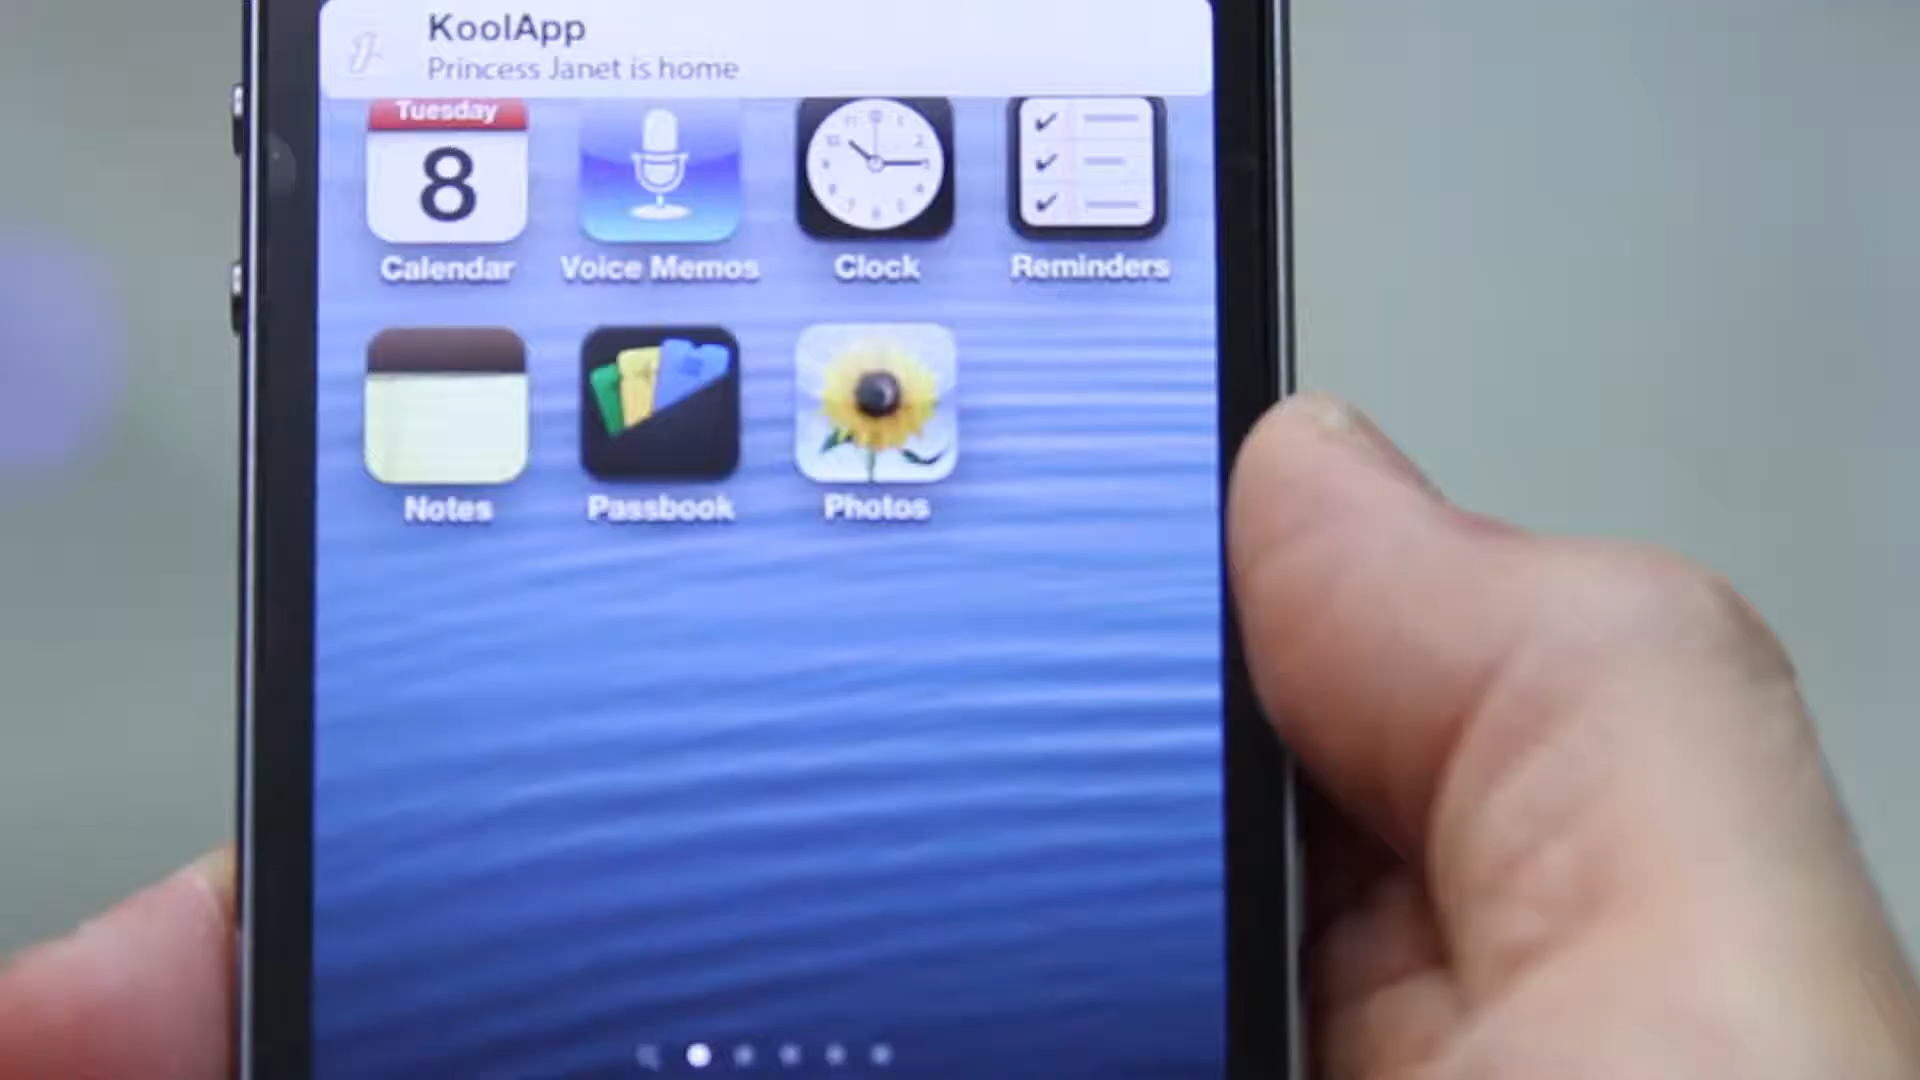 KoolApp
Princess Janet is home
Tuesday
8
Calendar
Voice Memos
Clock
Reminders
Notes
Passbook
Photos